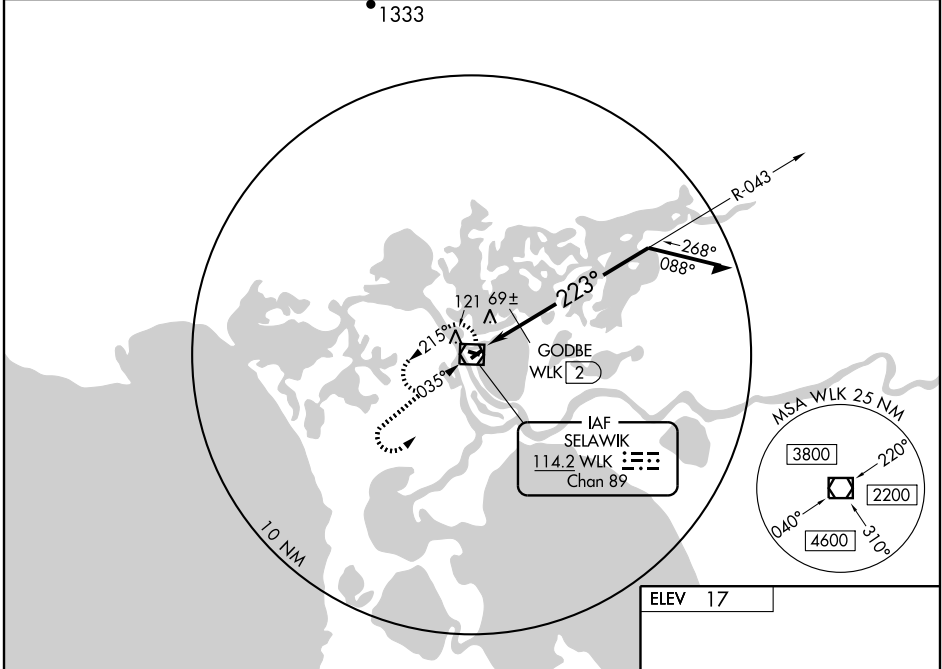 1333
R-043
268°
088°
223°
121 69±
215°
035°
GODBE
WLK 2
IAF
SELAWIK
114.2 WLK
Chan 89
10 NM
MSA WLK 25 NM
3800
220°
2200
040°
4600
310°
ELEV 17